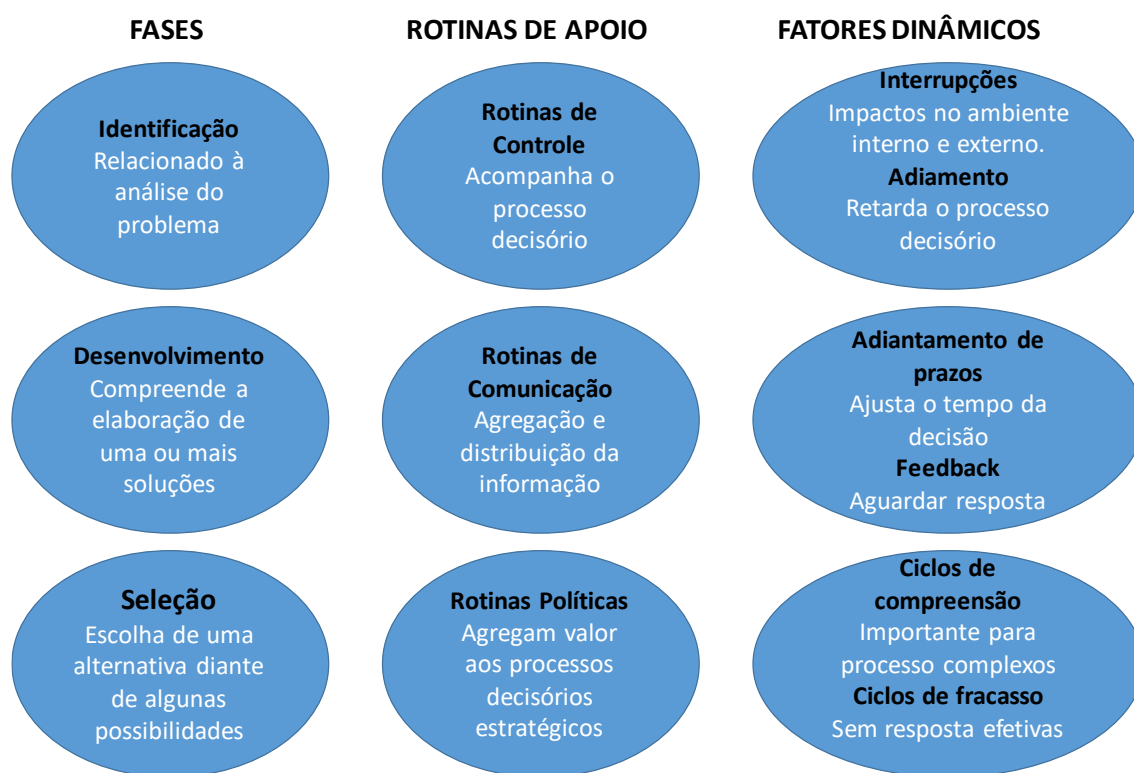 FASES
ROTINAS DE APOIO
FATORES DINÂMICOS
Identificação
Relacionado à
análise do
problema
Rotinas de
Controle
Acompanha o
processo
decisório
Interrupções
Impactos no ambiente
interno e externo.
Adiamento
Retarda o processo
decisório
Desenvolvimento
Compreende a
elaboração de
uma ou mais
soluções
Rotinas de
Comunicação
Agregação e
distribuição da
informação
Adiantamento de
prazos
Ajusta o tempo da
decisão
Feedback
Aguardar resposta
Seleção
Escolha de uma
alternativa diante
de algunas
possibilidades
Rotinas Políticas
Agregam valor
aos processos
decisórios
estratégicos
Ciclos de
compreensão
Importante para
processo complexos
Ciclos de fracasso
Sem resposta efetivas